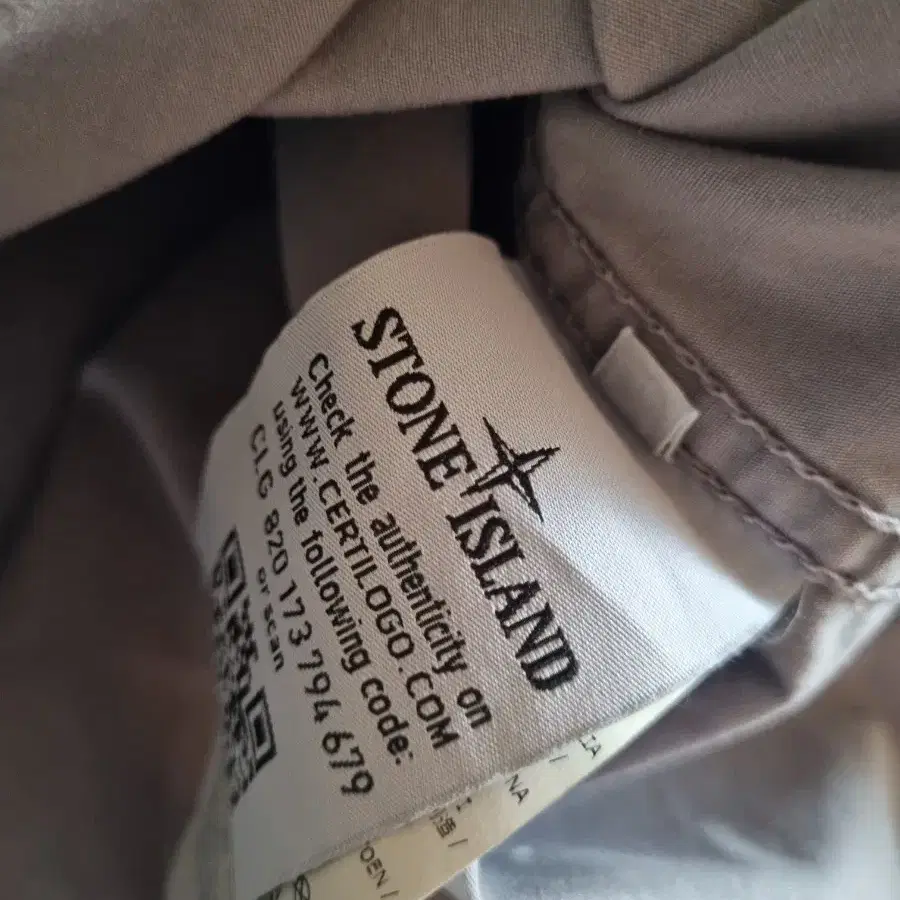 STONE ISLAND
Check the authenticity on
WWW.CERTILOGO.COM
using the following code:
CLG 820 173 794 679
or scan